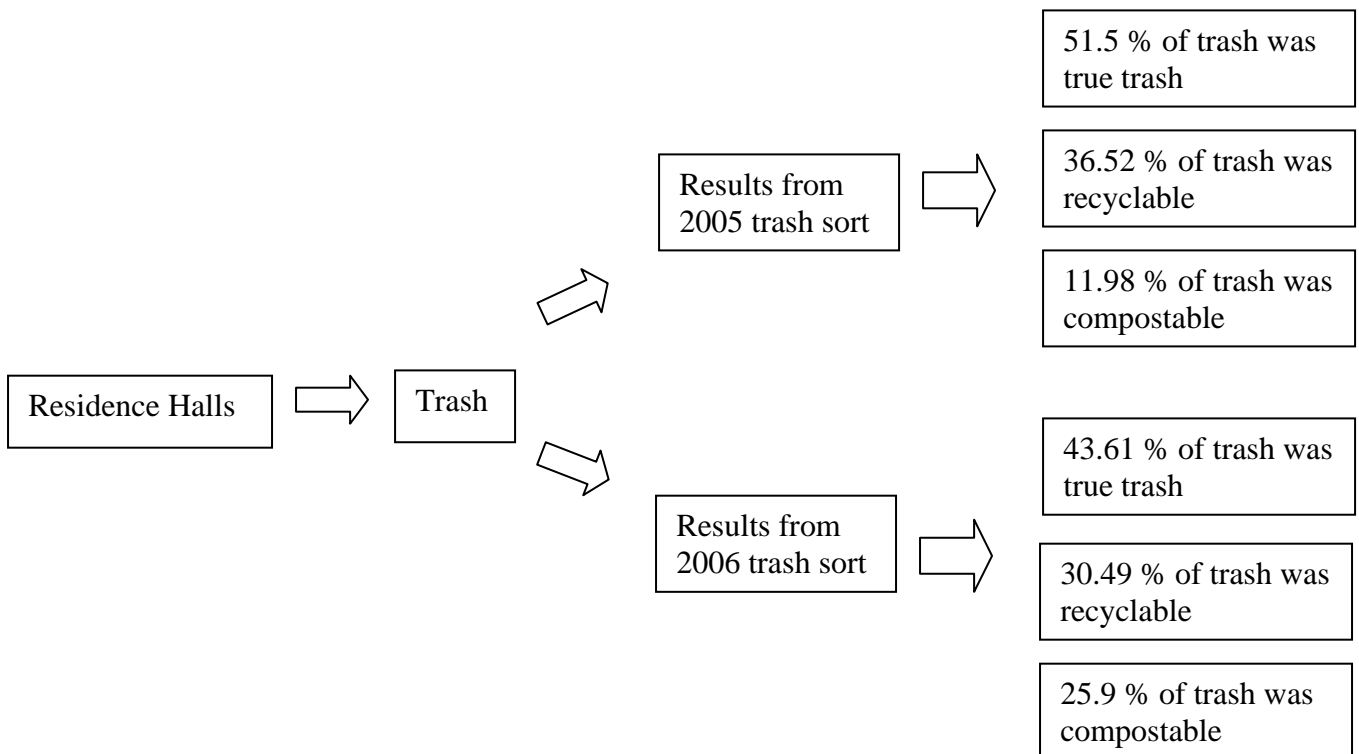 51.5 % of trash was
true trash
36.52 % of trash was
recyclable
Results from
2005 trash sort
11.98 % of trash was
compostable
Residence Halls
Trash
43.61 % of trash was
true trash
Results from
2006 trash sort
30.49 % of trash was
recyclable
25.9 % of trash was
compostable